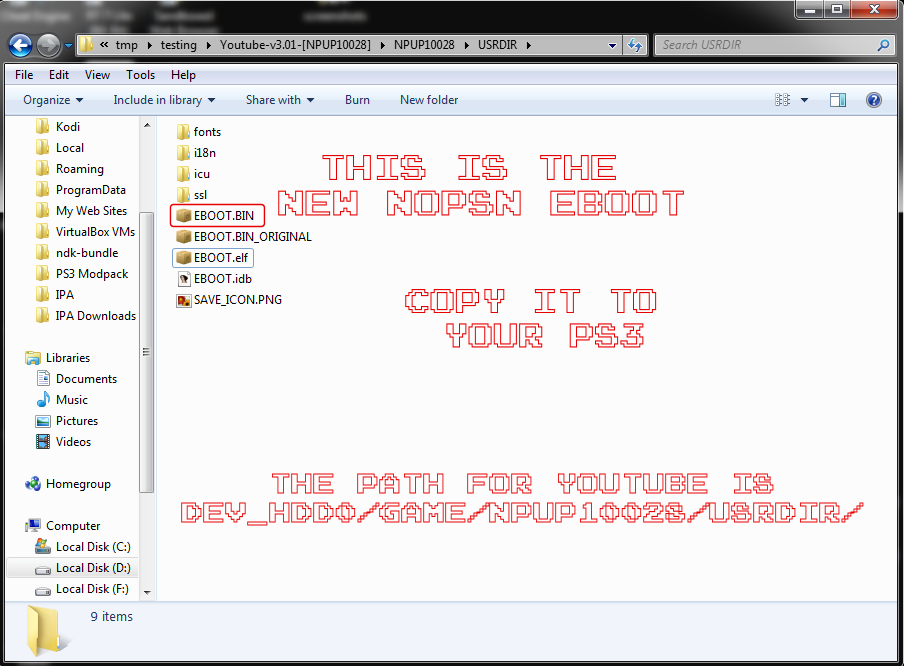 « tmp ▸ testing ▸ Youtube-v3.01-[NPUP10028] ▸ NPUP10028 ▸ USRDIR ▸
Search USRDIR
File Edit View Tools Help
Organize Include in library Share with Burn New folder
Kodi
Local
Roaming
ProgramData
My Web Sites
VirtualBox VMs
ndk-bundle
PS3 Modpack
IPA
IPA Downloads
Libraries
Documents
Music
Pictures
Videos
Homegroup
Computer
Local Disk (C:)
Local Disk (D:)
Local Disk (F:)
fonts
i18n
icu
ssl
EBOOT.BIN
EBOOT.BIN_ORIGINAL
EBOOT.elf
EBOOT.idb
SAVE_ICON.PNG
THIS IS THE
NEW NOPSN EBOOT
COPY IT TO
YOUR PS3
THE PATH FOR YOUTUBE IS
DEV_HDD0/GAME/NPUP10028/USRDIR/
9 items